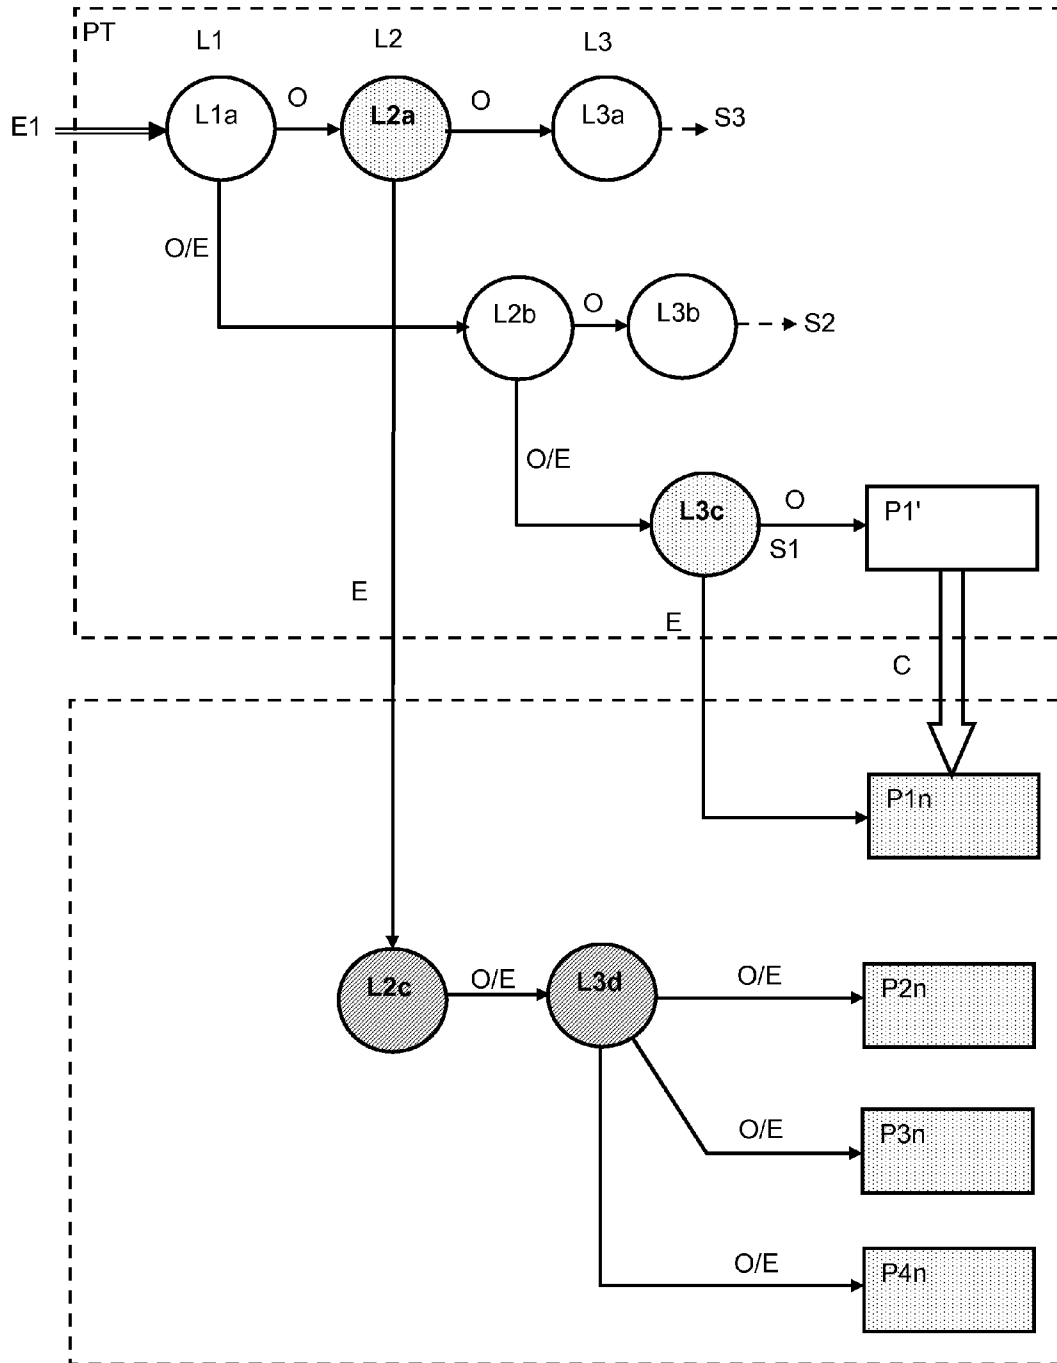 PT
L1
L2
L3
E1
L1a
O
L2a
O
L3a
S3
O/E
L2b
O
L3b
S2
O/E
L3c
O
S1
P1'
E
E
C
P1n
L2c
O/E
L3d
O/E
P2n
O/E
P3n
O/E
P4n